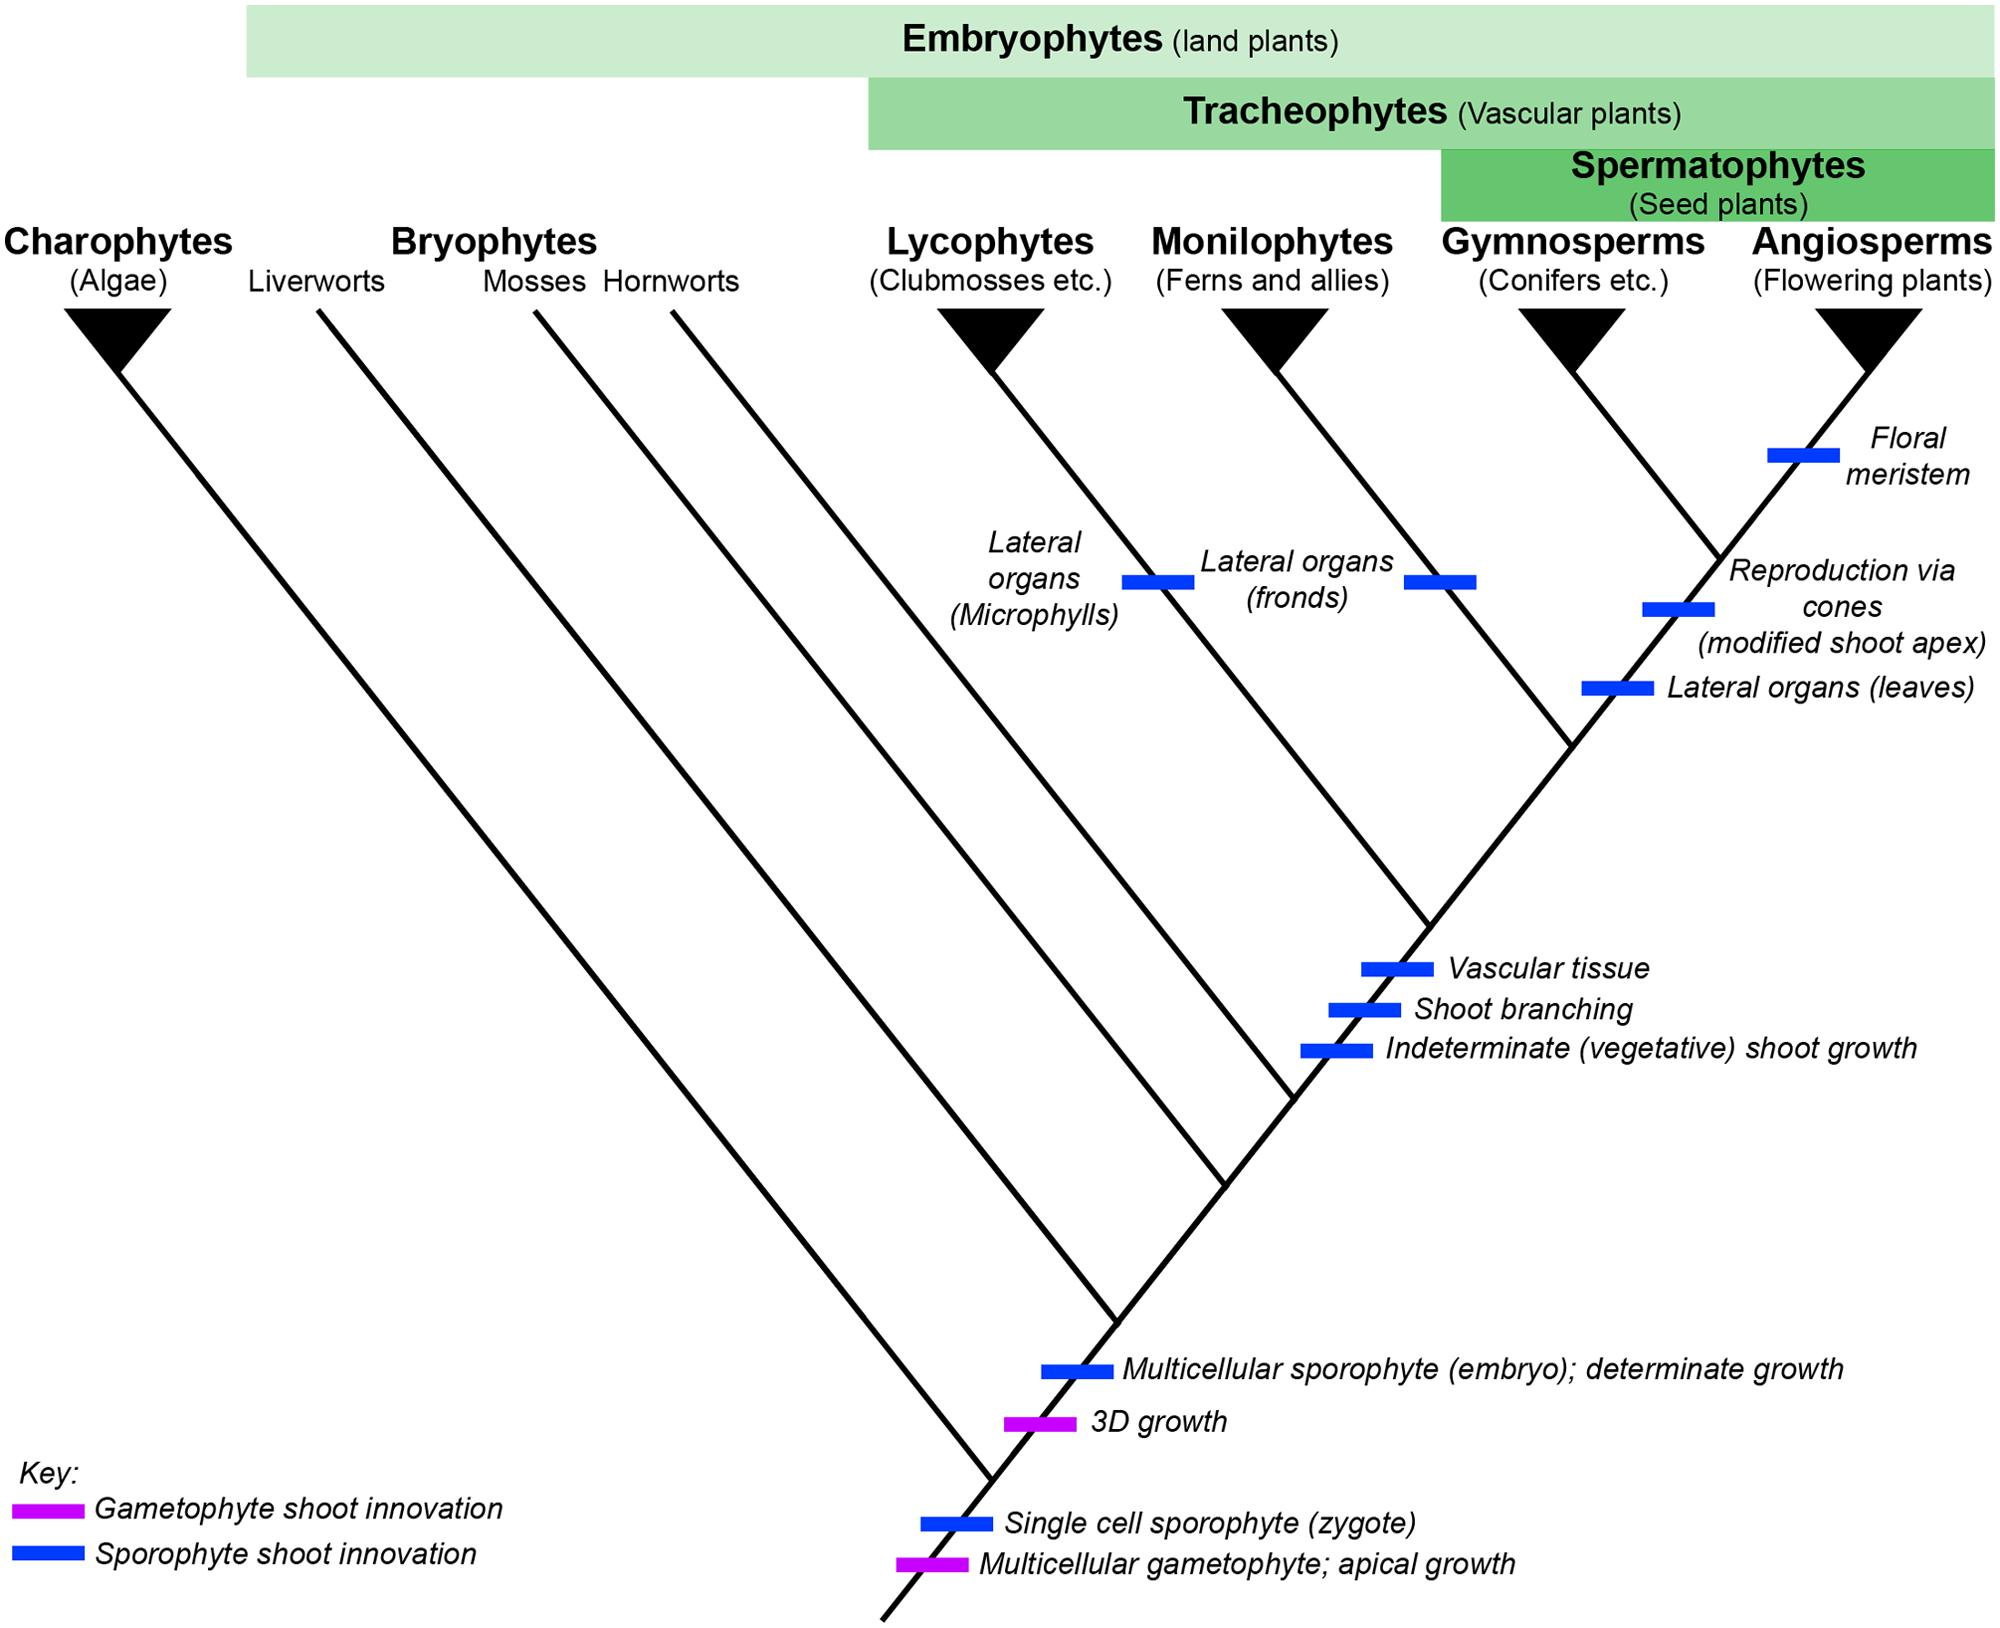 Embryophytes (land plants)
Tracheophytes (Vascular plants)
Spermatophytes
(Seed plants)
Charophytes
(Algae)
Bryophytes
Liverworts
Mosses
Hornworts
Lycophytes
(Clubmosses etc.)
Monilophytes
(Ferns and allies)
Gymnosperms
(Conifers etc.)
Angiosperms
(Flowering plants)
Floral
meristem
Lateral
organs
(Microphylls)
Lateral organs
(fronds)
Reproduction via
cones
(modified shoot apex)
Lateral organs (leaves)
Vascular tissue
Shoot branching
Indeterminate (vegetative) shoot growth
Multicellular sporophyte (embryo); determinate growth
3D growth
Single cell sporophyte (zygote)
Multicellular gametophyte; apical growth
Key:
Gametophyte shoot innovation
Sporophyte shoot innovation